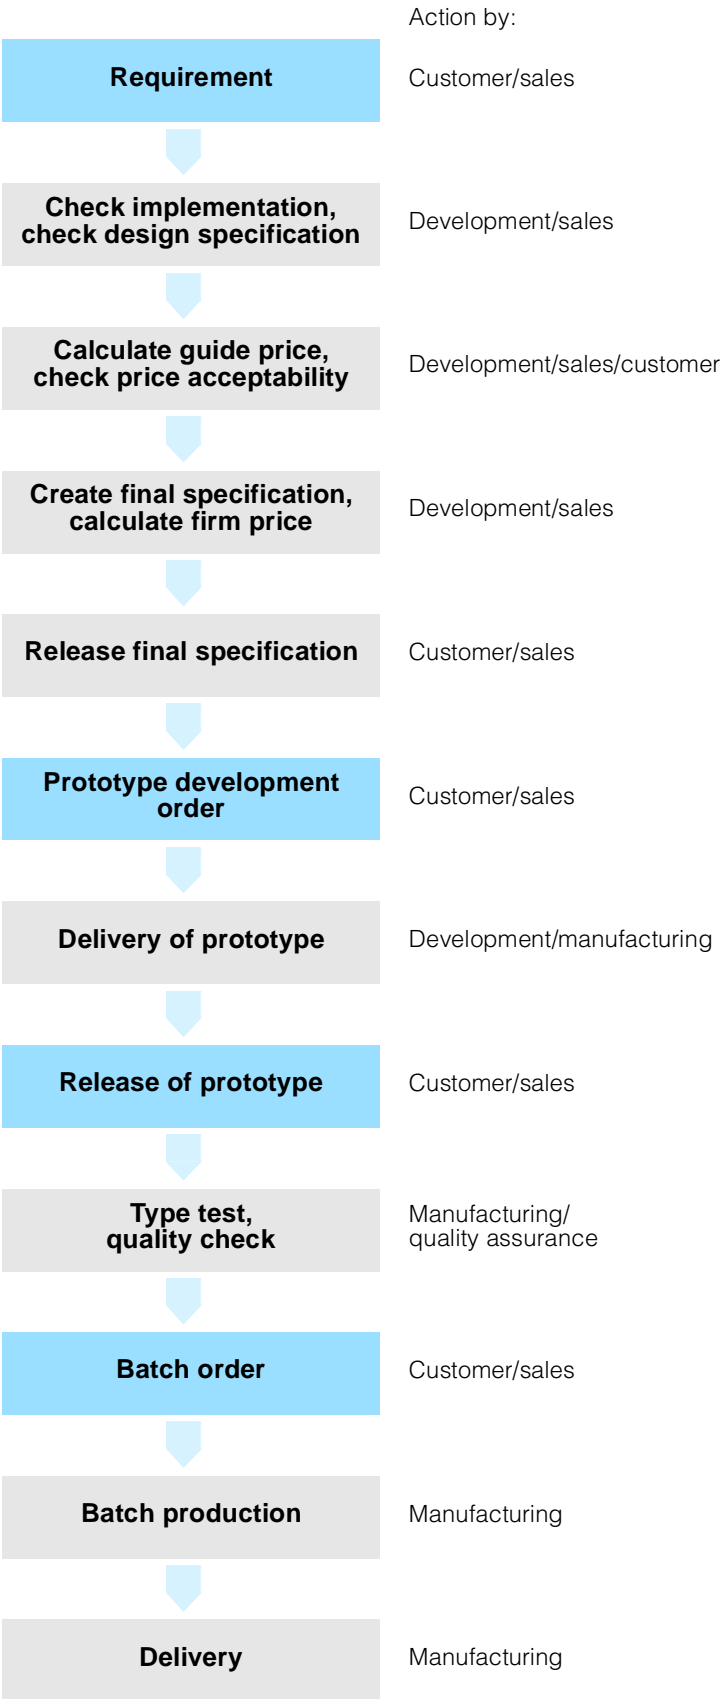 Action by:
Requirement
Customer/sales
Check implementation,
check design specification
Development/sales
Calculate guide price,
check price acceptability
Development/sales/customer
Create final specification,
calculate firm price
Development/sales
Release final specification
Customer/sales
Prototype development
order
Customer/sales
Delivery of prototype
Development/manufacturing
Release of prototype
Customer/sales
Type test,
quality check
Manufacturing/
quality assurance
Batch order
Customer/sales
Batch production
Manufacturing
Delivery
Manufacturing